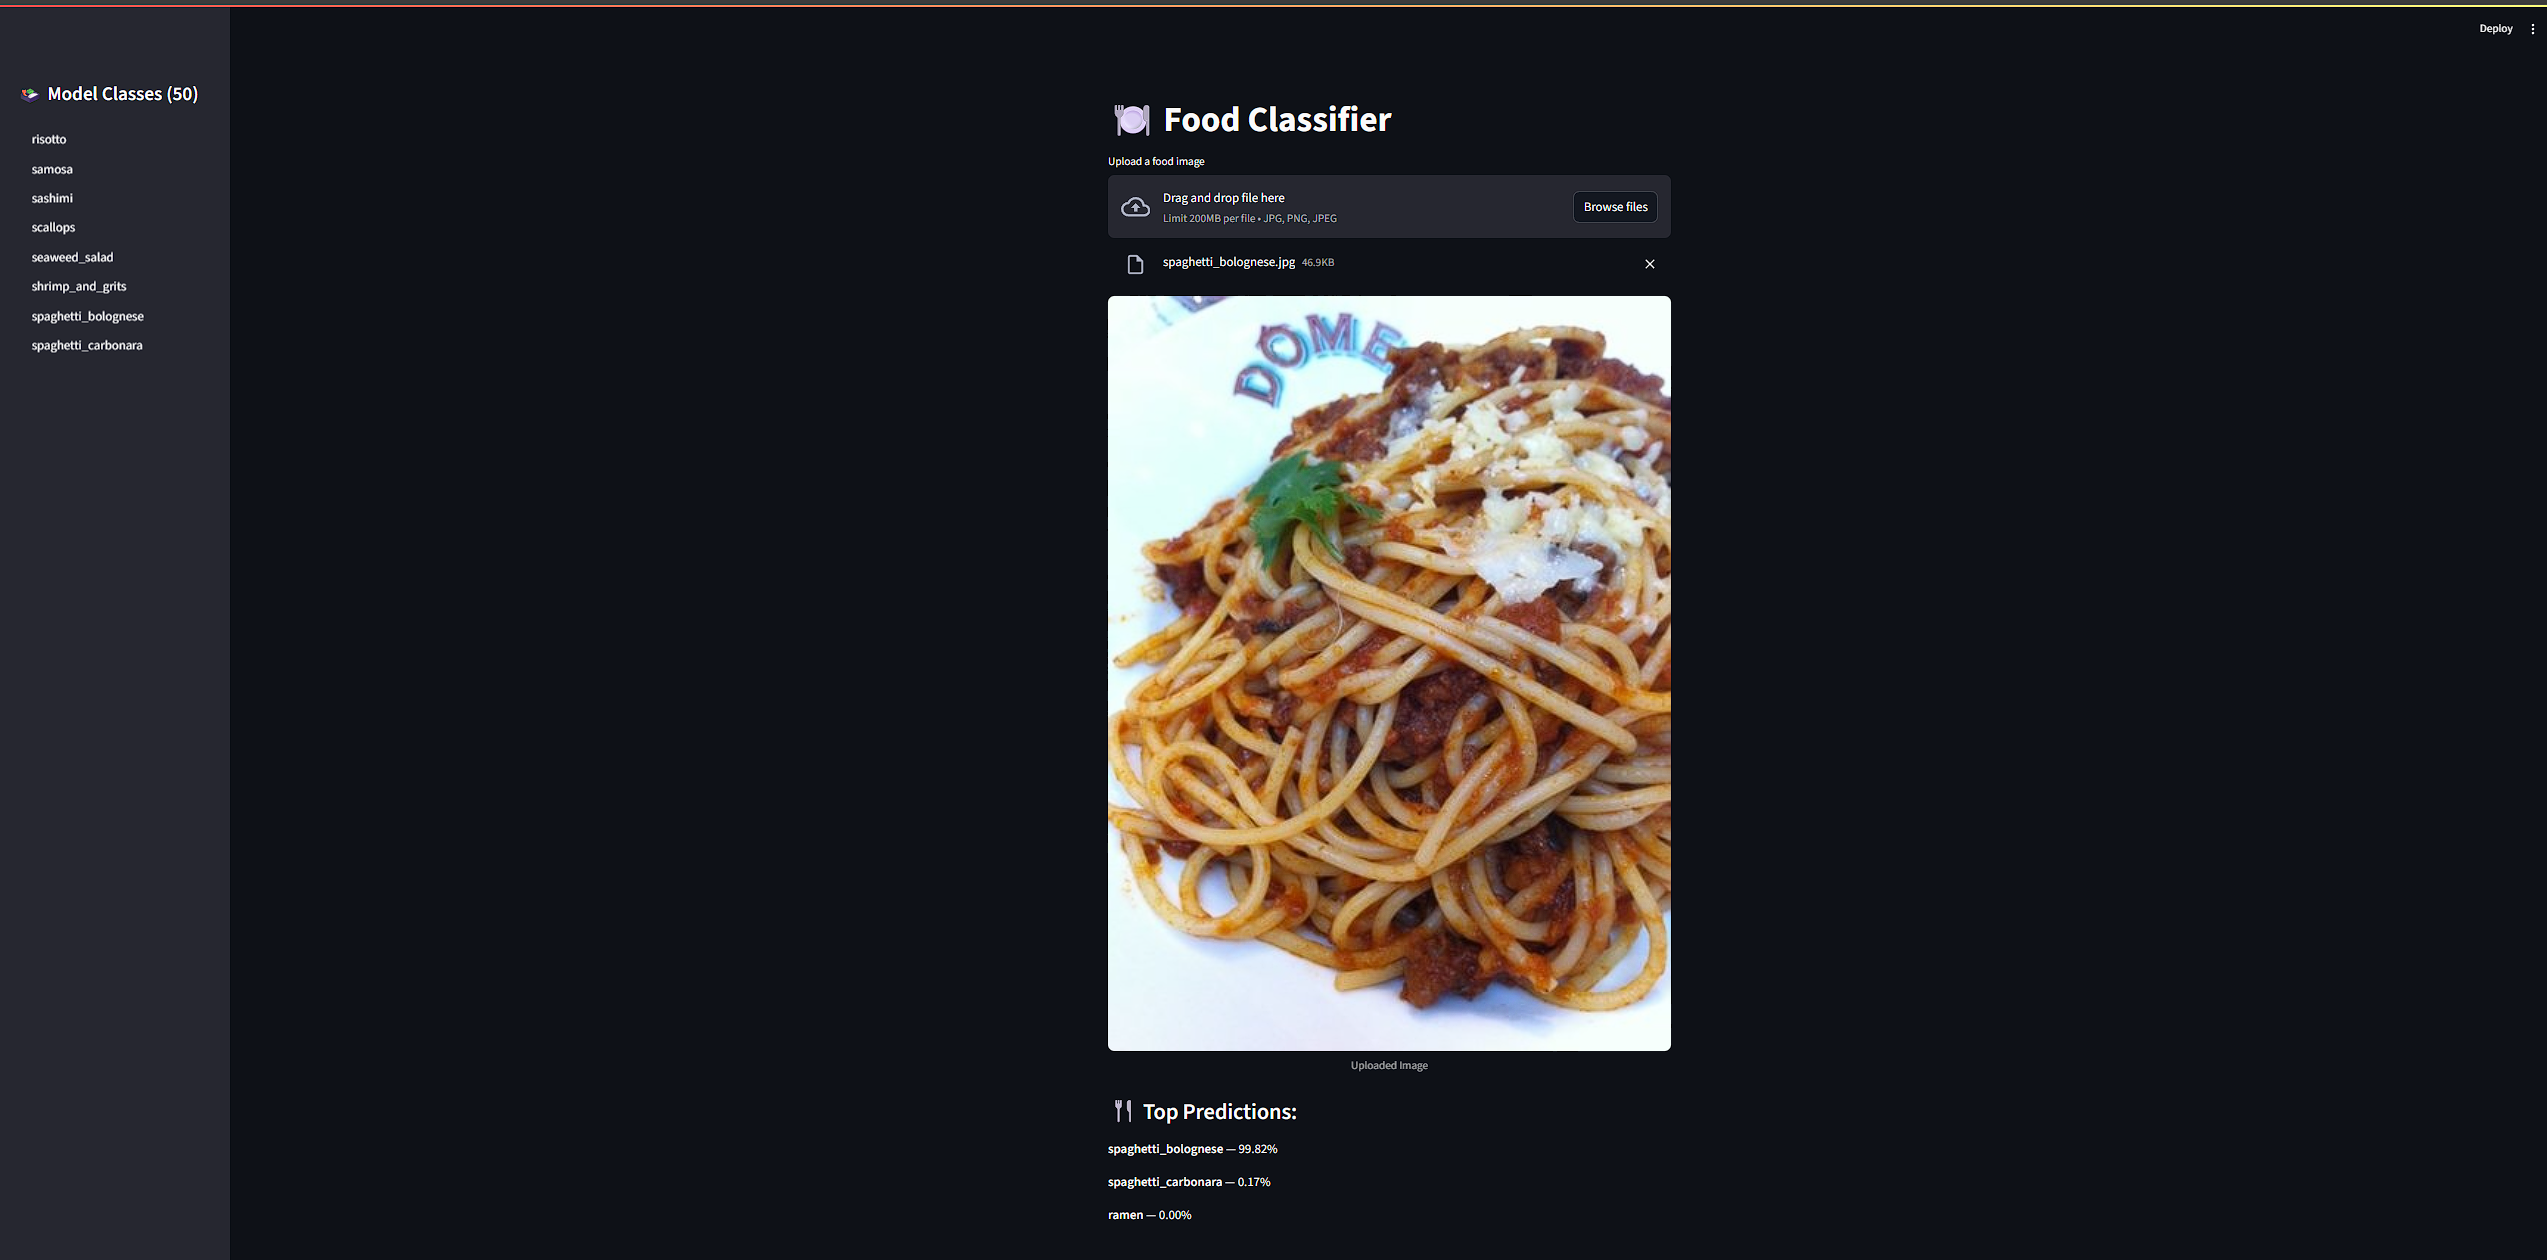 Deploy
Model Classes (50)
risotto
samosa
sashimi
scallops
seaweed_salad
shrimp_and_grits
spaghetti_bolognese
spaghetti_carbonara
Food Classifier
Upload a food image
Drag and drop file here
Limit 200MB per file • JPG, PNG, JPEG
Browse files
spaghetti_bolognese.jpg 46.9KB
DÔME
Uploaded Image
Top Predictions:
spaghetti_bolognese — 99.82%
spaghetti_carbonara — 0.17%
ramen — 0.00%